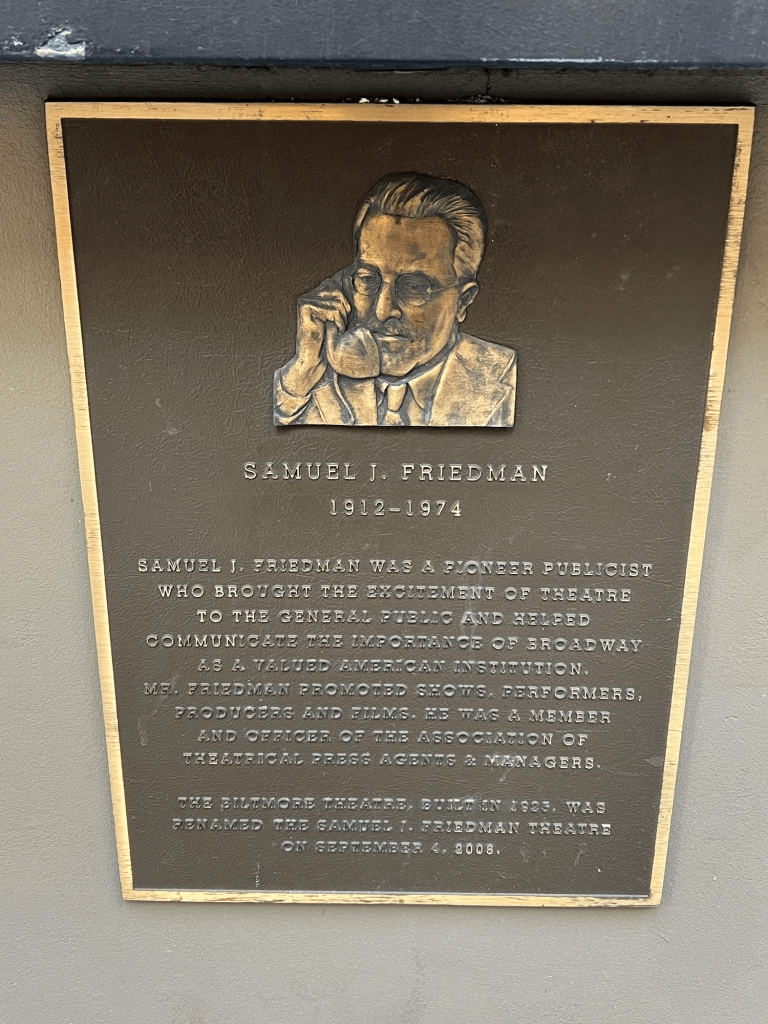 SAMUEL J. FRIEDMAN
1912-1974
SAMUEL J. FRIEDMAN WAS A PIONEER PUBLICIST
WHO BROUGHT THE EXCITEMENT OF THEATRE
TO THE GENERAL PUBLIC AND HELPED
COMMUNICATE THE IMPORTANCE OF BROADWAY
AS A VALUED AMERICAN INSTITUTION.
MR. FRIEDMAN PROMOTED SHOWS, PERFORMERS,
PRODUCERS AND FILMS. HE WAS A MEMBER
AND OFFICER OF THE ASSOCIATION OF
THEATRICAL PRESS AGENTS & MANAGERS.
THE BILTMORE THEATRE, BUILT IN 1925, WAS
RENAMED THE SAMUEL J. FRIEDMAN THEATRE
ON SEPTEMBER 4, 2008.